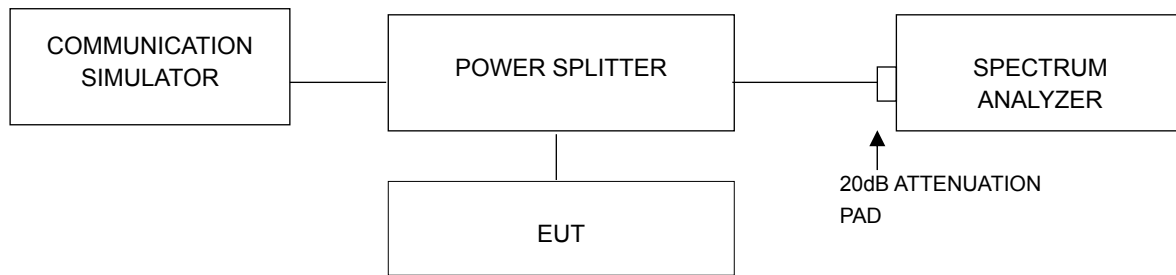 COMMUNICATION
SIMULATOR
POWER SPLITTER
SPECTRUM
ANALYZER
20dB ATTENUATION
PAD
EUT